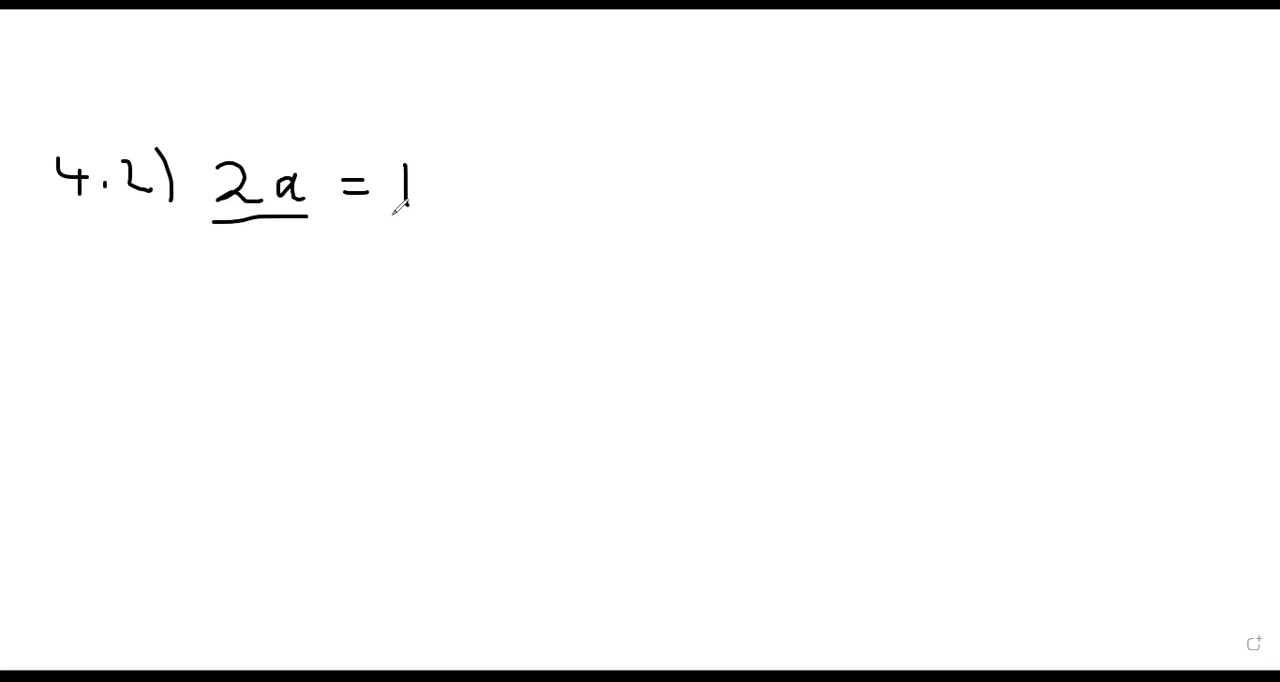 4.2) 2a = 1